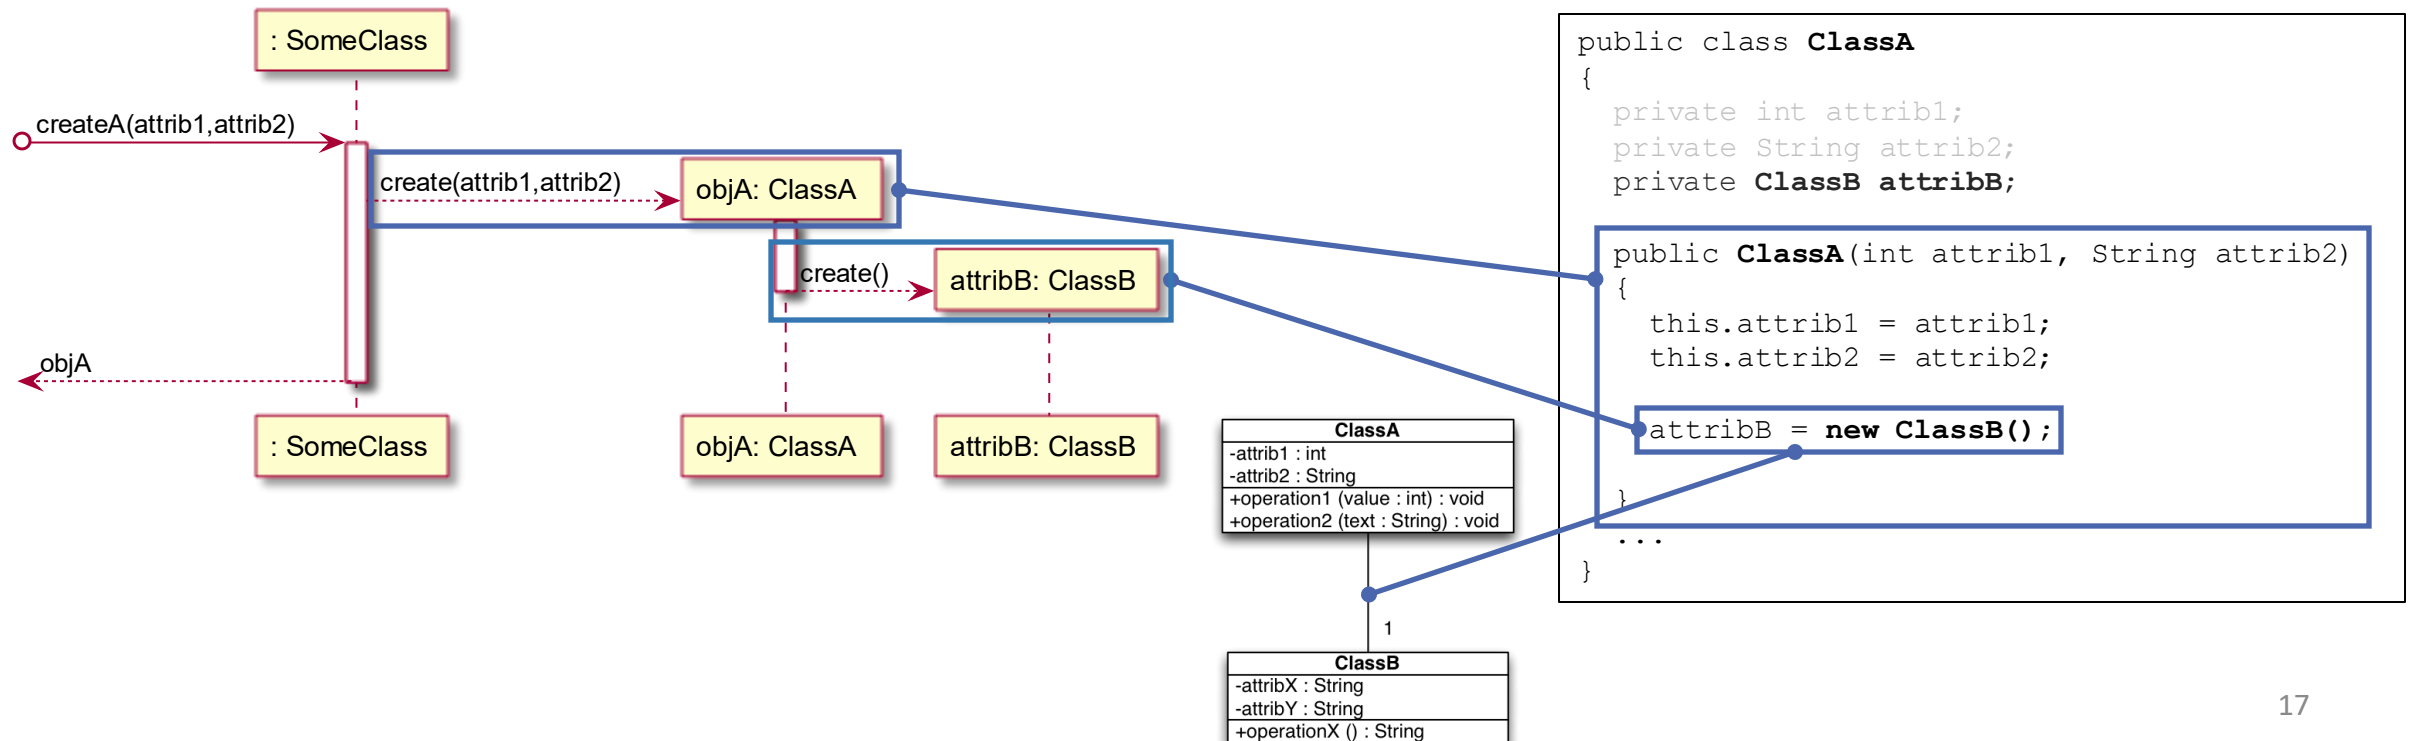 : SomeClass
createA(attrib1,attrib2)
create(attrib1,attrib2)
objA: ClassA
create()
attribB: ClassB
objA
: SomeClass
objA: ClassA
attribB: ClassB
ClassA
-attrib1 : int
-attrib2 : String
+operation1 (value : int) : void
+operation2 (text : String) : void
1
ClassB
-attribX : String
-attribY : String
+operationX () : String
public class ClassA
{
private int attrib1;
private String attrib2;
private ClassB attribB;
public ClassA(int attrib1, String attrib2)
{
this.attrib1 = attrib1;
this.attrib2 = attrib2;
attribB = new ClassB();
}
...
}
17